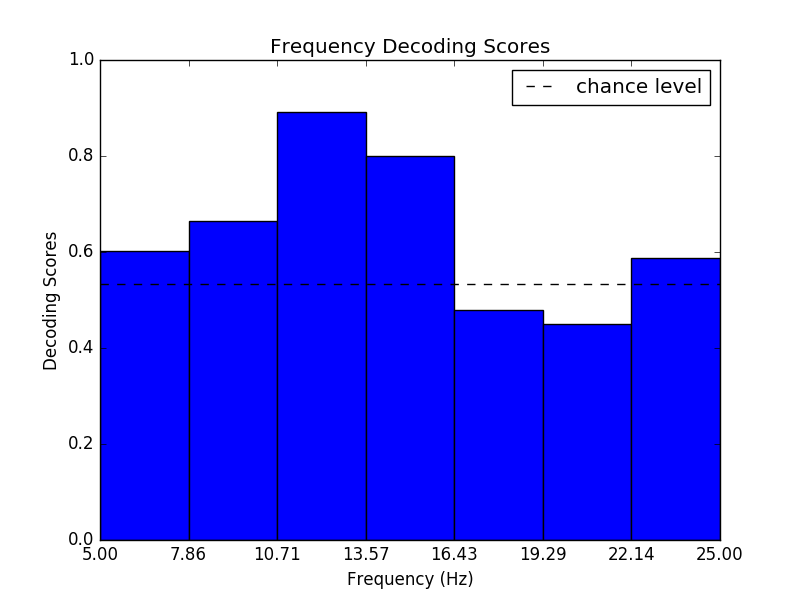 Frequency Decoding Scores
chance level
1.0
0.8
0.6
0.4
0.2
0.0
Decoding Scores
5.00 7.86 10.71 13.57 16.43 19.29 22.14 25.00
Frequency (Hz)